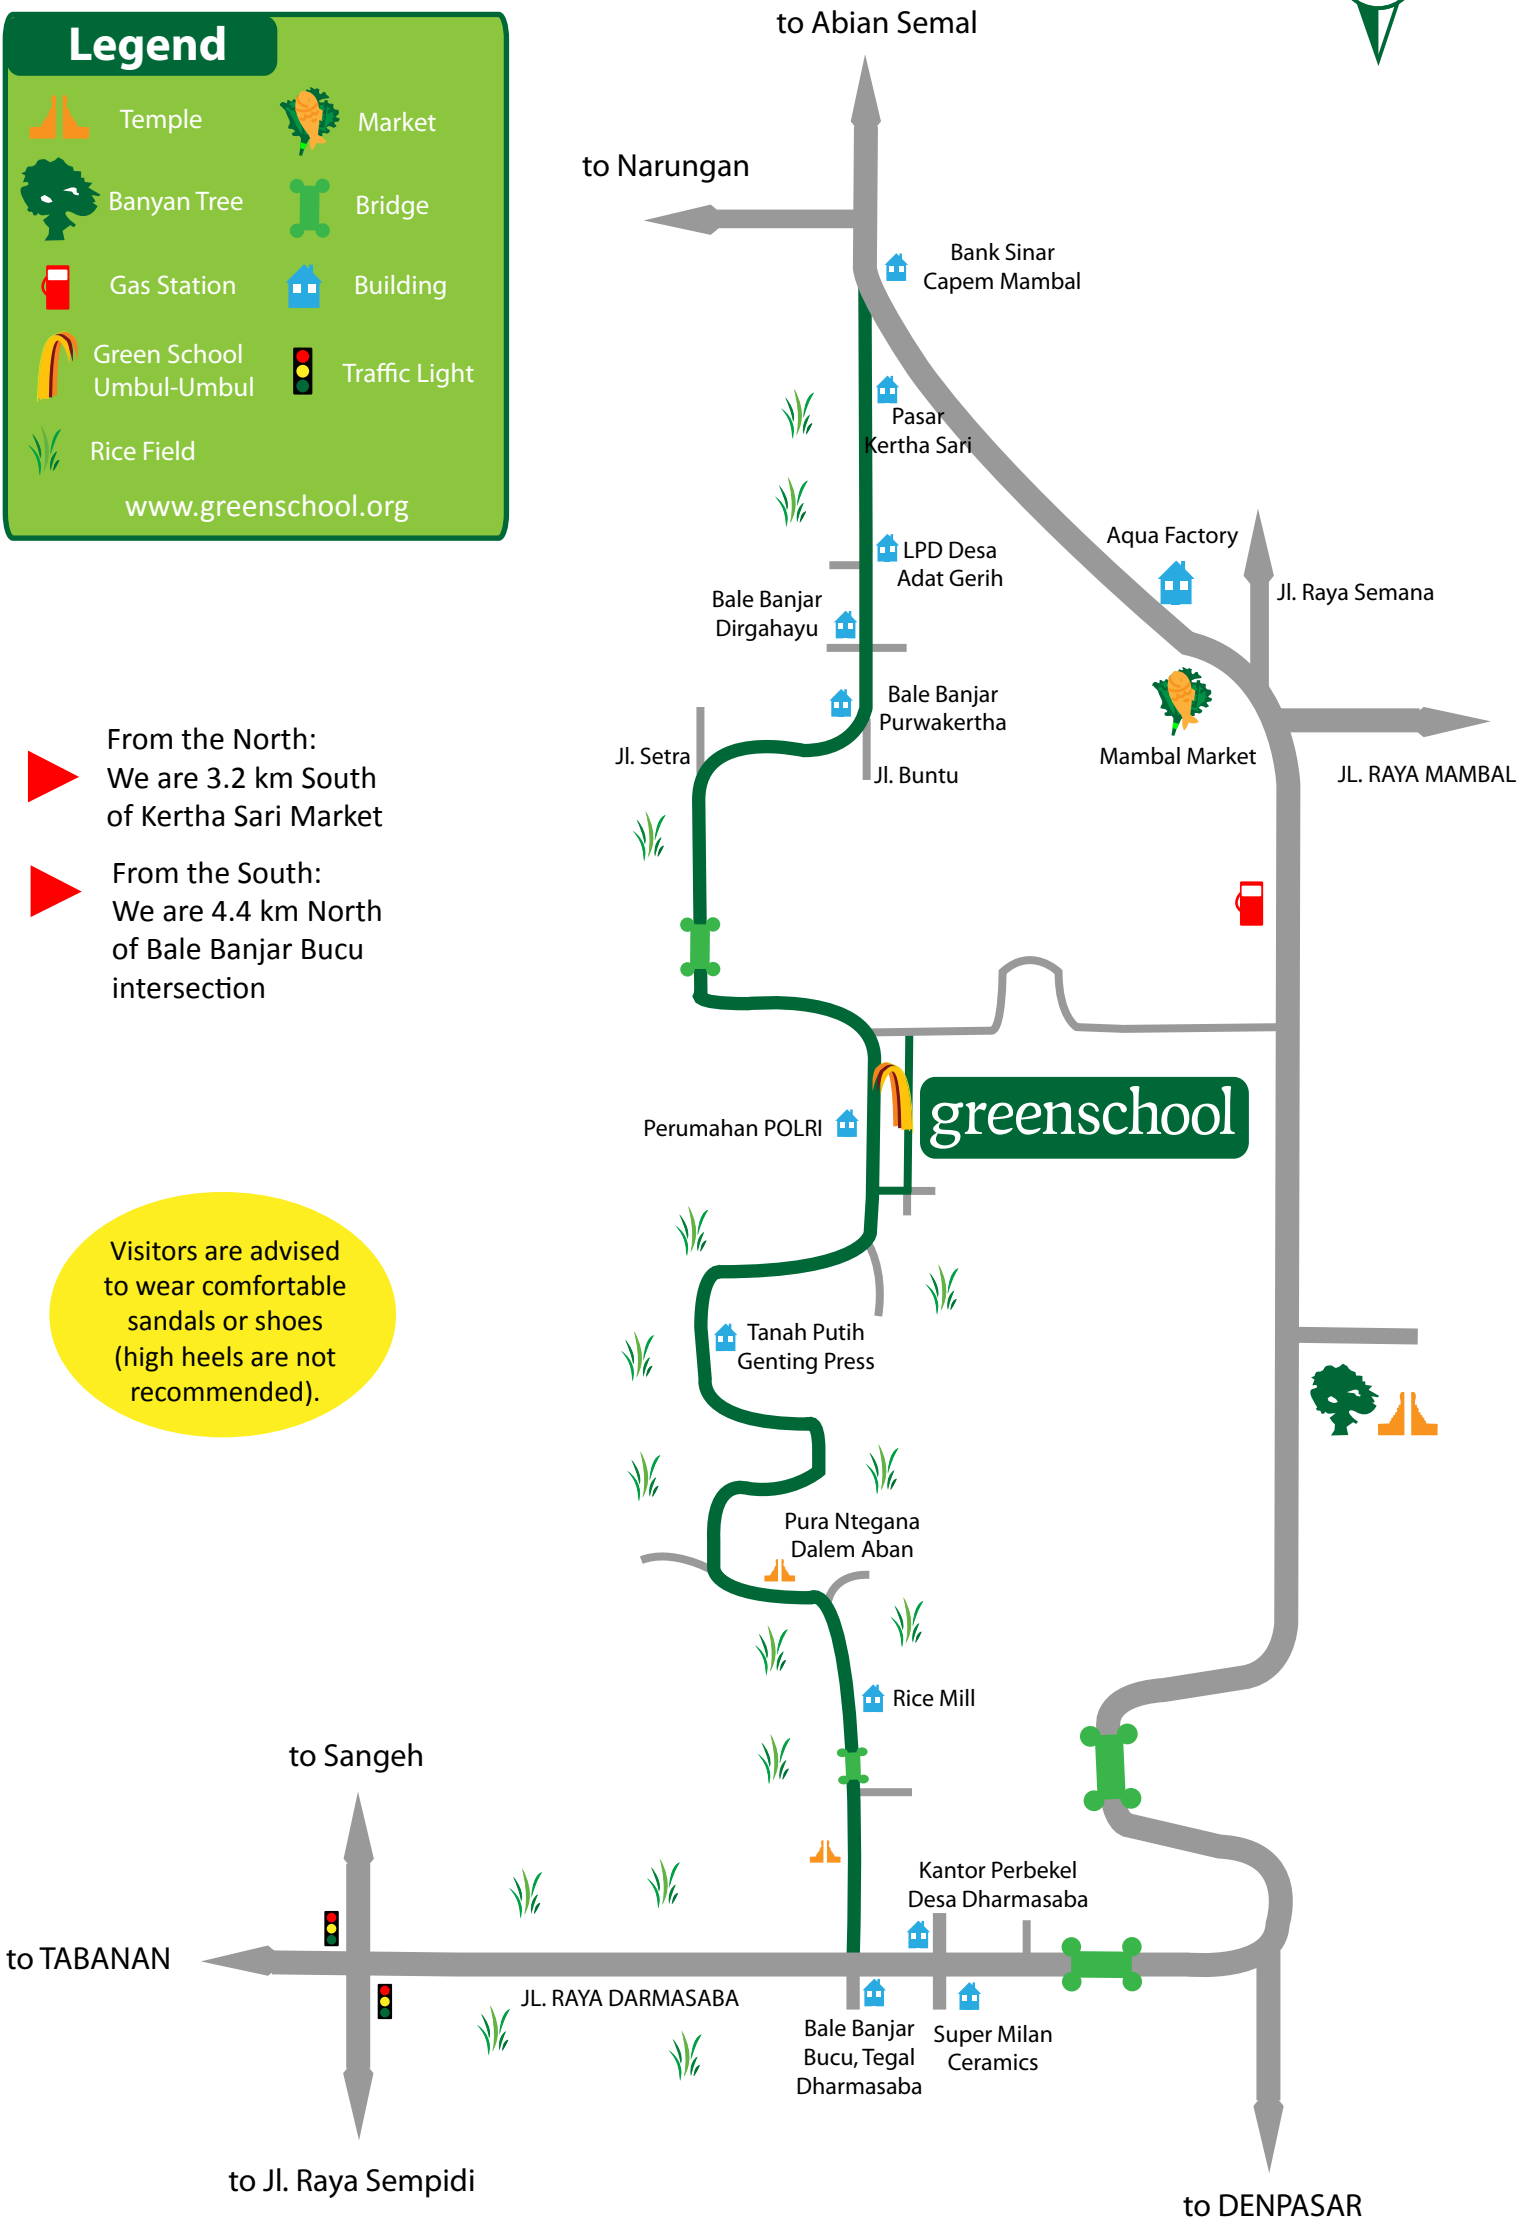 Legend
Temple
Market
Banyan Tree
Bridge
Gas Station
Building
Green School
Umbul-Umbul
Traffic Light
Rice Field
www.greenschool.org
to Abian Semal
to Narungan
Bank Sinar
Capem Mambal
Pasar
Kertha Sari
Aqua Factory
LPD Desa
Adat Gerih
Jl. Raya Semana
Bale Banjar
Dirgahayu
Bale Banjar
Purwakertha
Jl. Setra
Jl. Buntu
Mambal Market
JL. RAYA MAMBAL
From the North:
We are 3.2 km South
of Kertha Sari Market
From the South:
We are 4.4 km North
of Bale Banjar Bucu
intersection
greenschool
Perumahan POLRI
Visitors are advised
to wear comfortable
sandals or shoes
(high heels are not
recommended).
Tanah Putih
Genting Press
Pura Ntegana
Dalem Aban
Rice Mill
to Sangeh
Kantor Perbekel
Desa Dharmasaba
to TABANAN
JL. RAYA DARMASABA
Bale Banjar
Bucu, Tegal
Dharmasaba
Super Milan
Ceramics
to Jl. Raya Sempidi
to DENPASAR